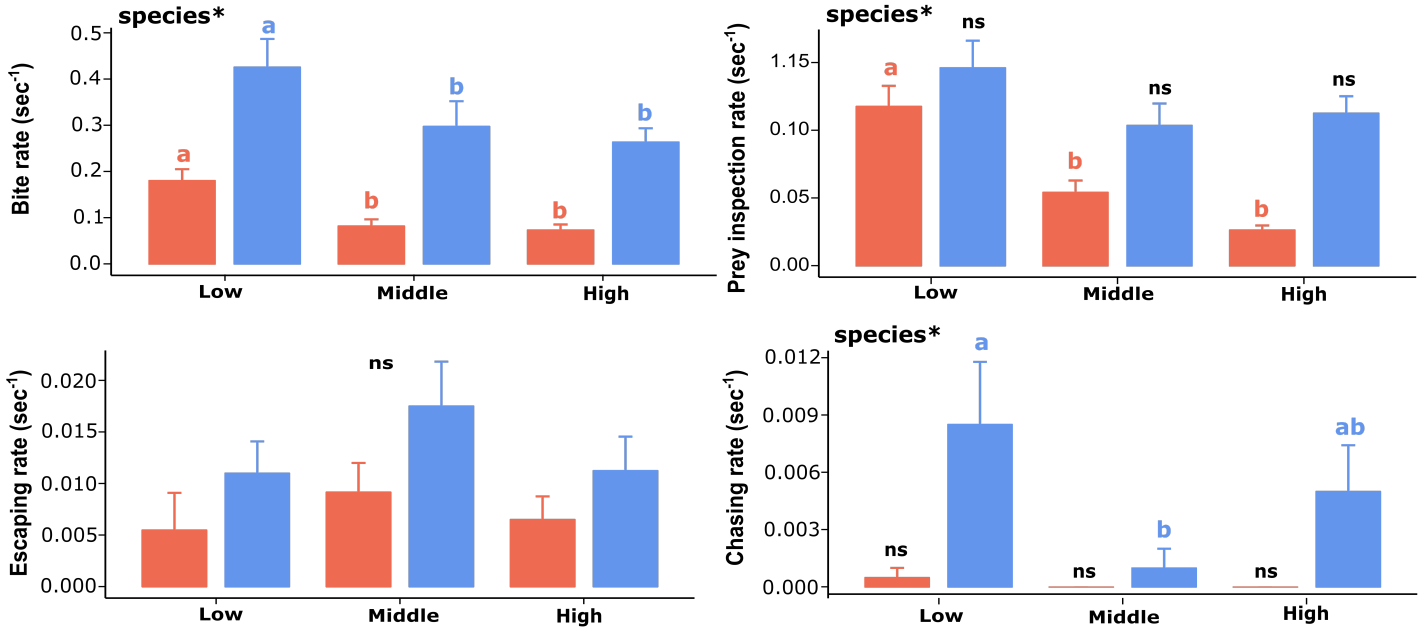 species*
Bite rate (sec-1)
0.5
0.4
0.3
0.2
0.1
0.0
a
a
b
b
b
b
Low
Middle
High
species*
Prey inspection rate (sec-1)
1.15
0.10
0.05
0.00
a
ns
b
ns
b
ns
Low
Middle
High
Escaping rate (sec-1)
0.020
0.015
0.010
0.005
0.000
ns
Low
Middle
High
species*
Chasing rate (sec-1)
0.012
0.009
0.006
0.003
0.000
ns
a
ns
b
ns
ab
Low
Middle
High